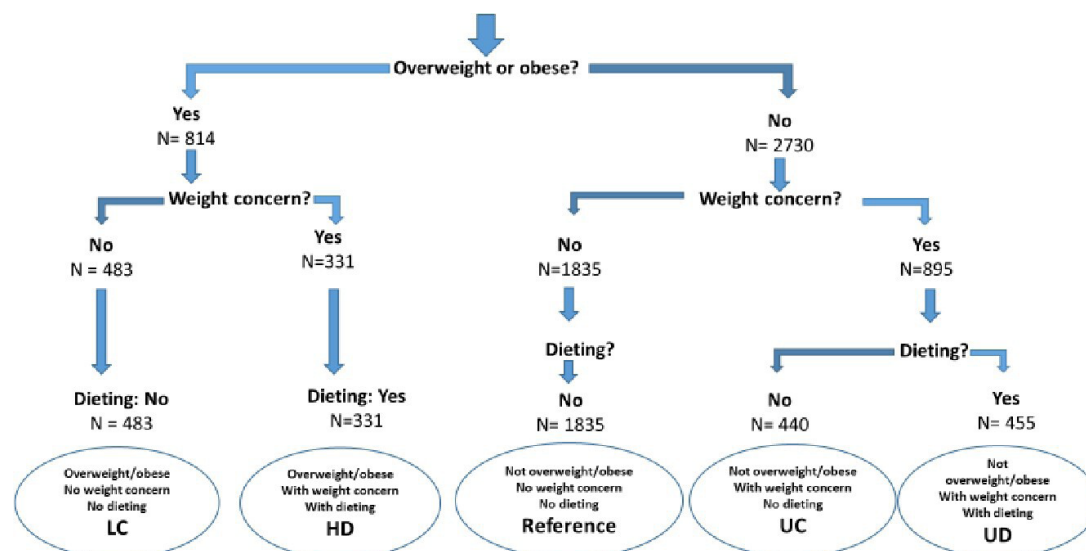 Overweight or obese?
Yes
N= 814
No
N= 2730
Weight concern?
Weight concern?
No
N = 483
Yes
N=331
No
N=1835
Yes
N=895
Dieting?
Dieting?
Dieting: No
N = 483
Dieting: Yes
N=331
No
N= 1835
No
N= 440
Yes
N= 455
Overweight/obese
No weight concern
No dieting
LC
Overweight/obese
With weight concern
With dieting
HD
Not overweight/obese
No weight concern
No dieting
Reference
Not overweight/obese
With weight concern
No dieting
UC
Not
overweight/obese
With weight concern
With dieting
UD